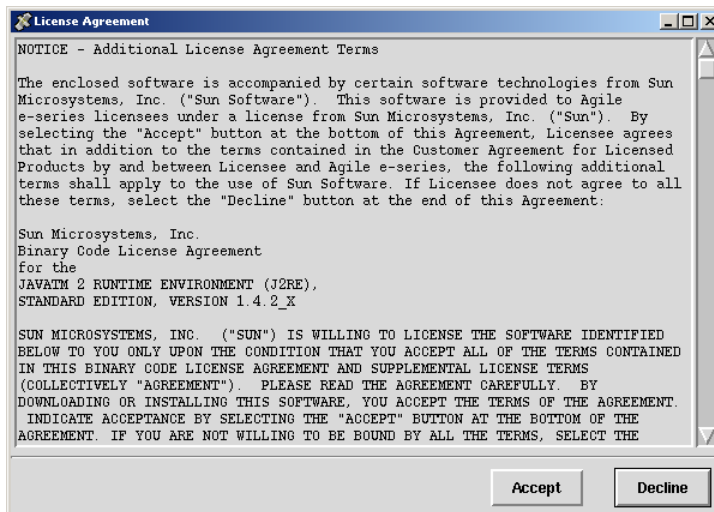 License Agreement
NOTICE - Additional License Agreement Terms
The enclosed software is accompanied by certain software technologies from Sun
Microsystems, Inc. ("Sun Software").  This software is provided to Agile
e-series licensees under a license from Sun Microsystems, Inc. ("Sun").  By
selecting the "Accept" button at the bottom of this Agreement, Licensee agrees
that in addition to the terms contained in the Customer Agreement for Licensed
Products by and between Licensee and Agile e-series, the following additional
terms shall apply to the use of Sun Software. If Licensee does not agree to all
these terms, select the "Decline" button at the end of this Agreement:
Sun Microsystems, Inc.
Binary Code License Agreement
for the
JAVATM 2 RUNTIME ENVIRONMENT (J2RE),
STANDARD EDITION, VERSION 1.4.2_X
SUN MICROSYSTEMS, INC.  ("SUN") IS WILLING TO LICENSE THE SOFTWARE IDENTIFIED
BELOW TO YOU ONLY UPON THE CONDITION THAT YOU ACCEPT ALL OF THE TERMS CONTAINED
IN THIS BINARY CODE LICENSE AGREEMENT AND SUPPLEMENTAL LICENSE TERMS
(COLLECTIVELY "AGREEMENT").  PLEASE READ THE AGREEMENT CAREFULLY.  BY
DOWNLOADING OR INSTALLING THIS SOFTWARE, YOU ACCEPT THE TERMS OF THE AGREEMENT.
INDICATE ACCEPTANCE BY SELECTING THE "ACCEPT" BUTTON AT THE BOTTOM OF THE
AGREEMENT. IF YOU ARE NOT WILLING TO BE BOUND BY ALL THE TERMS, SELECT THE
Accept
Decline